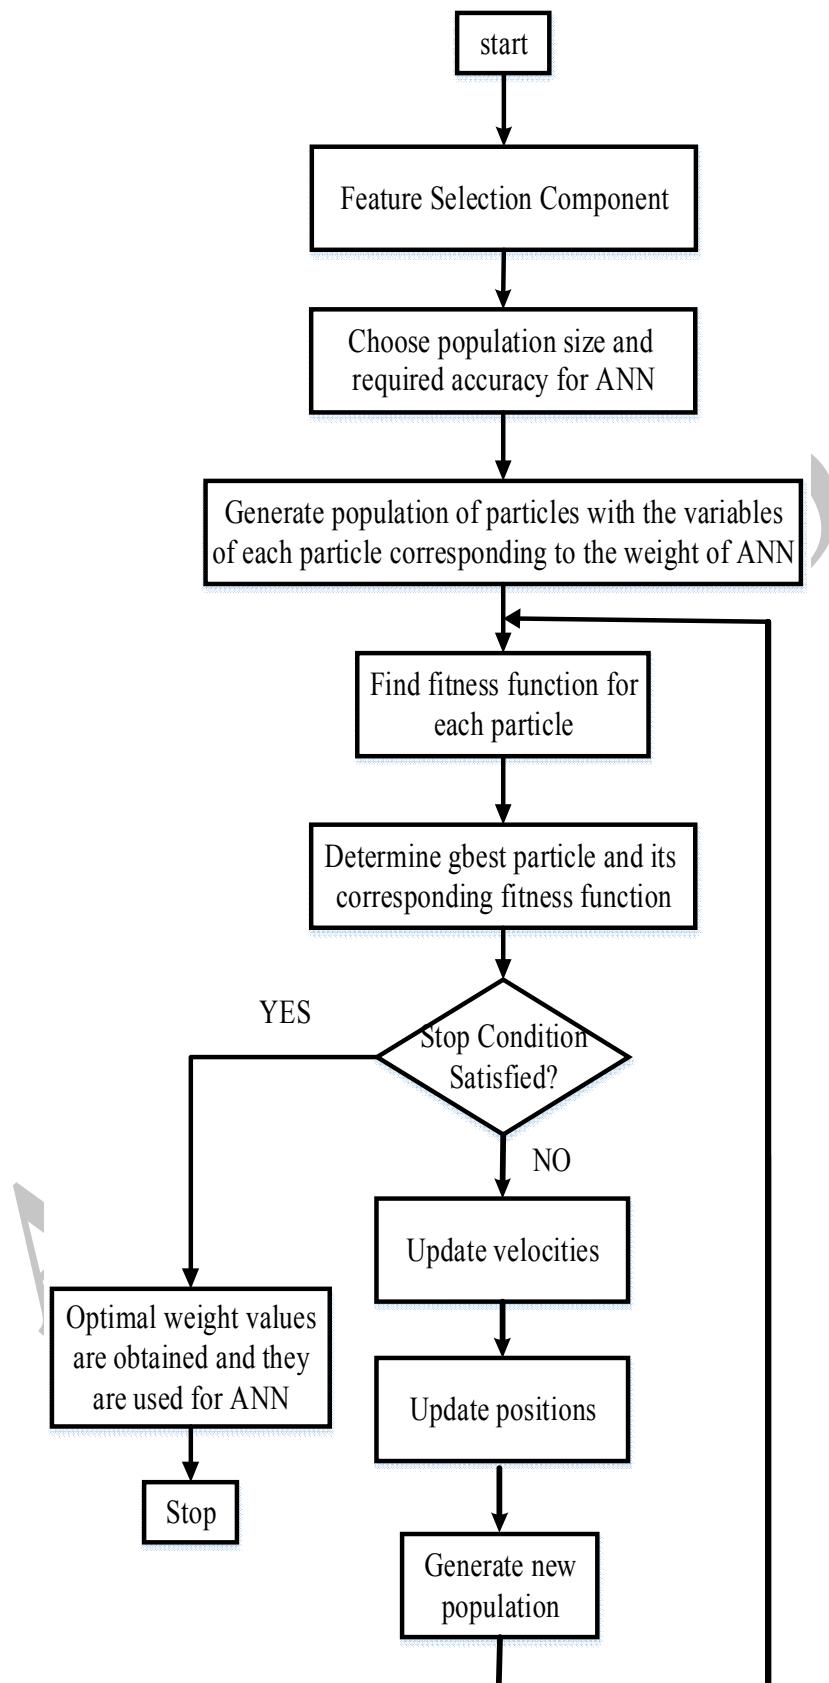 start
Feature Selection Component
Choose population size and
required accuracy for ANN
Generate population of particles with the variables
of each particle corresponding to the weight of ANN
Find fitness function for
each particle
Determine gbest particle and its
corresponding fitness function
YES
Stop Condition
Satisfied?
NO
Update velocities
Optimal weight values
are obtained and they
are used for ANN
Update positions
Stop
Generate new
population